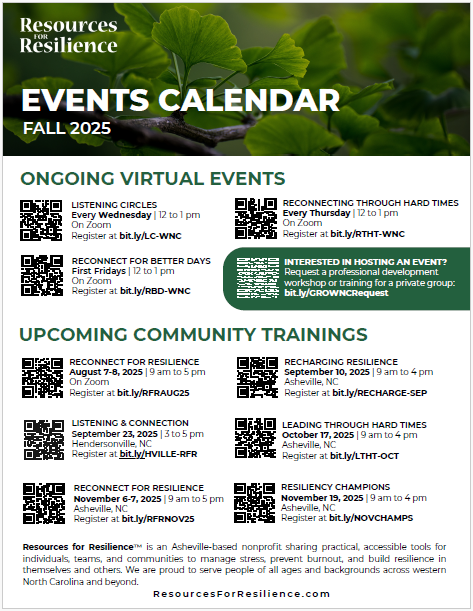 Resources
FOR
Resilience
EVENTS CALENDAR
FALL 2025
ONGOING VIRTUAL EVENTS
LISTENING CIRCLES
Every Wednesday | 12 to 1 pm
On Zoom
Register at bit.ly/LC-WNC
RECONNECTING THROUGH HARD TIMES
Every Thursday | 12 to 1 pm
On Zoom
Register at bit.ly/RTHT-WNC
RECONNECT FOR BETTER DAYS
First Fridays | 12 to 1 pm
On Zoom
Register at bit.ly/RBD-WNC
INTERESTED IN HOSTING AN EVENT?
Request a professional development
workshop or training for a private group:
bit.ly/GROWNCRequest
UPCOMING COMMUNITY TRAININGS
RECONNECT FOR RESILIENCE
August 7-8, 2025 | 9 am to 5 pm
On Zoom
Register at bit.ly/RFRAUG25
RECHARGING RESILIENCE
September 10, 2025 | 9 am to 4 pm
Asheville, NC
Register at bit.ly/RECHARGE-SEP
LISTENING & CONNECTION
September 23, 2025 | 3 to 5 pm
Hendersonville, NC
Register at bit.ly/HVILLE-RFR
LEADING THROUGH HARD TIMES
October 17, 2025 | 9 am to 4 pm
Asheville, NC
Register at bit.ly/LTHT-OCT
RECONNECT FOR RESILIENCE
November 6-7, 2025 | 9 am to 5 pm
Asheville, NC
Register at bit.ly/RFRNOV25
RESILIENCY CHAMPIONS
November 19, 2025 | 9 am to 4 pm
Asheville, NC
Register at bit.ly/NOVCHAMPS
Resources for Resilience™ is an Asheville-based nonprofit sharing practical, accessible tools for
individuals, teams, and communities to manage stress, prevent burnout, and build resilience in
themselves and others. We are proud to serve people of all ages and backgrounds across western
North Carolina and beyond.
ResourcesForResilience.com